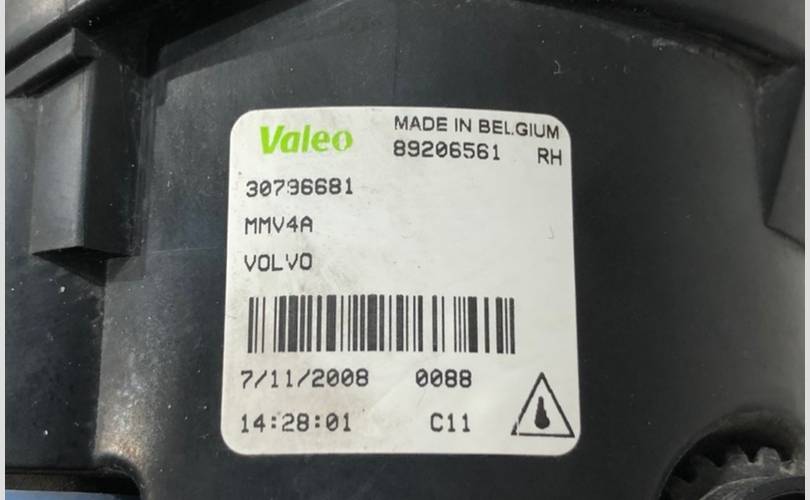 Valeo MADE IN BELGIUM
89206561 RH
30796681
MMV4A
VOLVO
7/11/2008 0088
14:28:01 C11